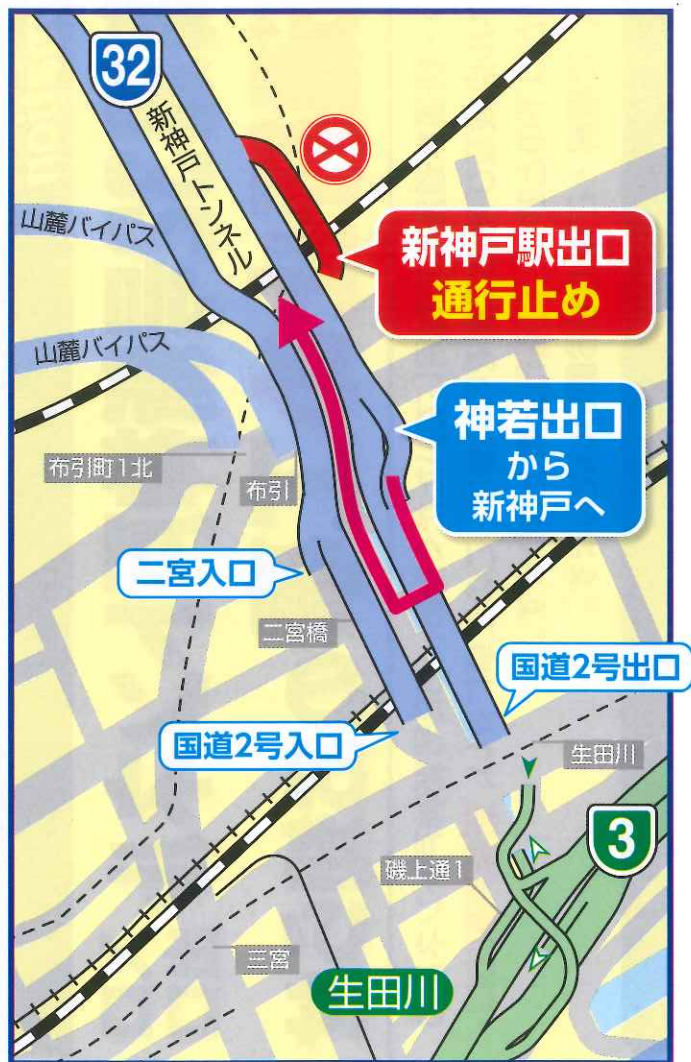 32
新神戸トンネル
山麓バイパス
新神戸駅出口
通行止め
山麓バイパス
神若出口
から
新神戸へ
布引町1北
布引
二宮入口
二宮橋
国道2号出口
国道2号入口
生田川
3
磯上通1
三宮
生田川